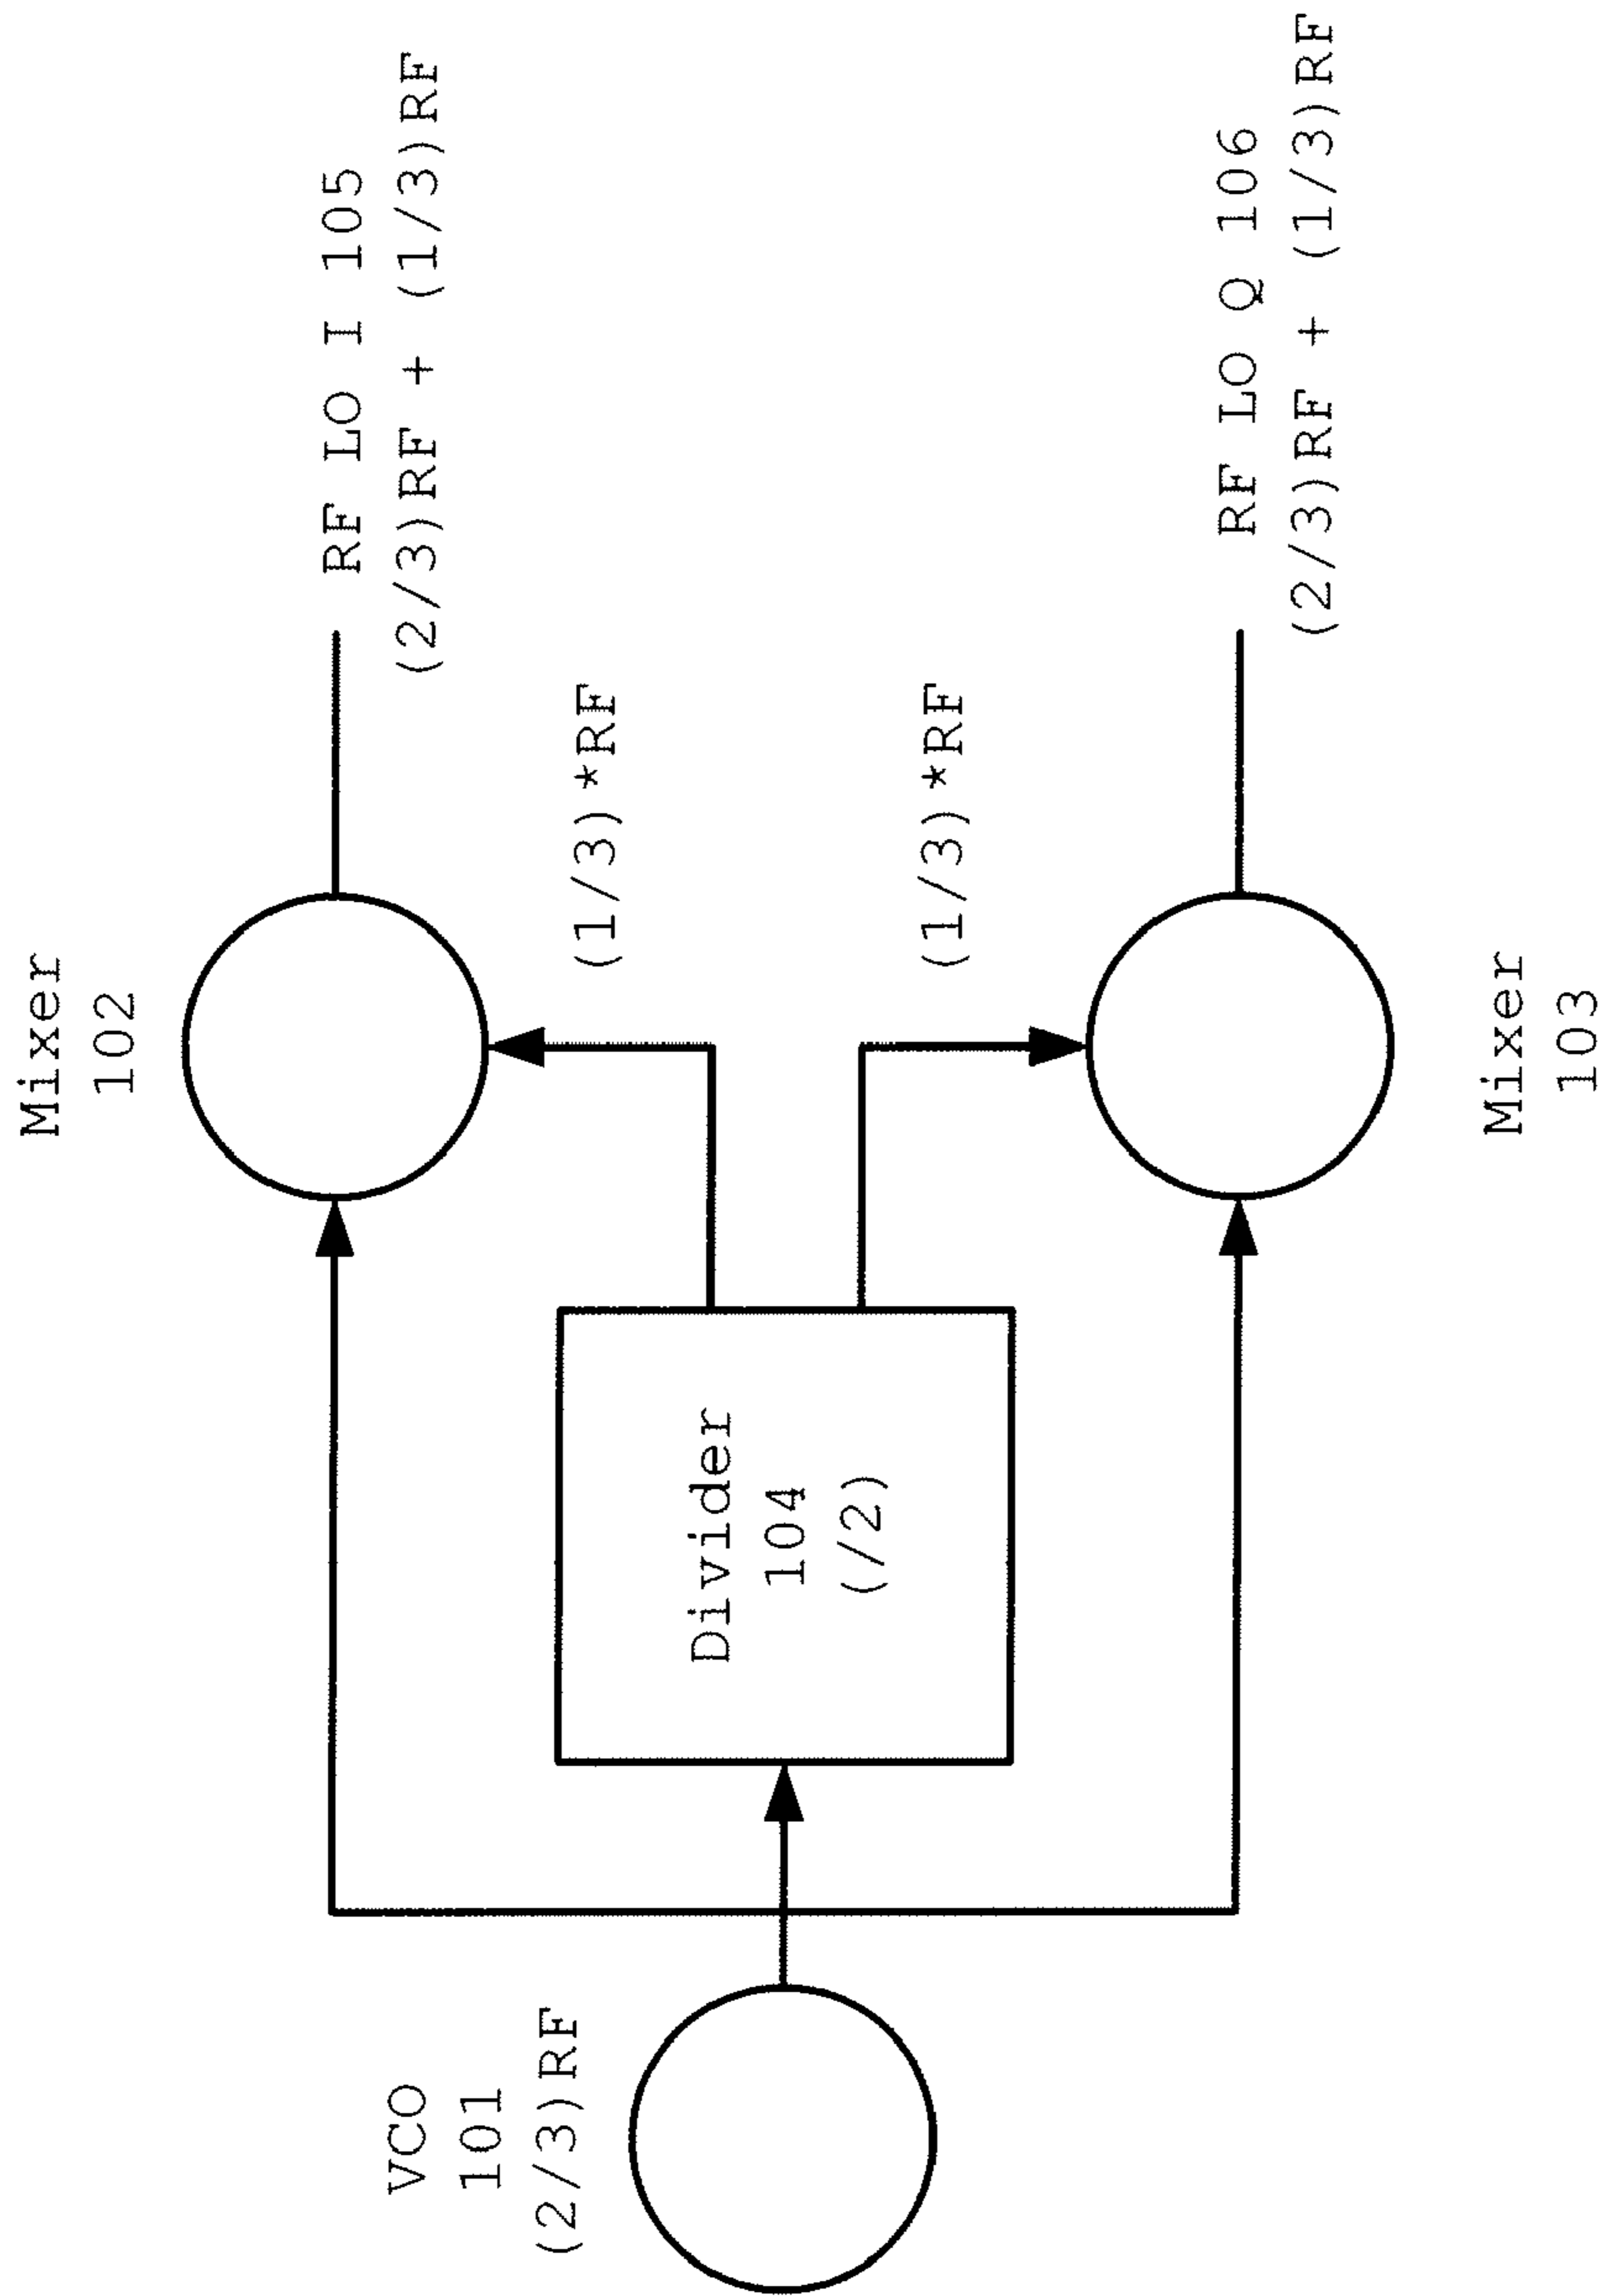 Mixer
102
RF LO I 105
(2/3)RF + (1/3)RF
(1/3)*RF
VCO
101
(2/3)RF
Divider
104
(/2)
(1/3)*RF
RF LO Q 106
(2/3)RF + (1/3)RF
Mixer
103